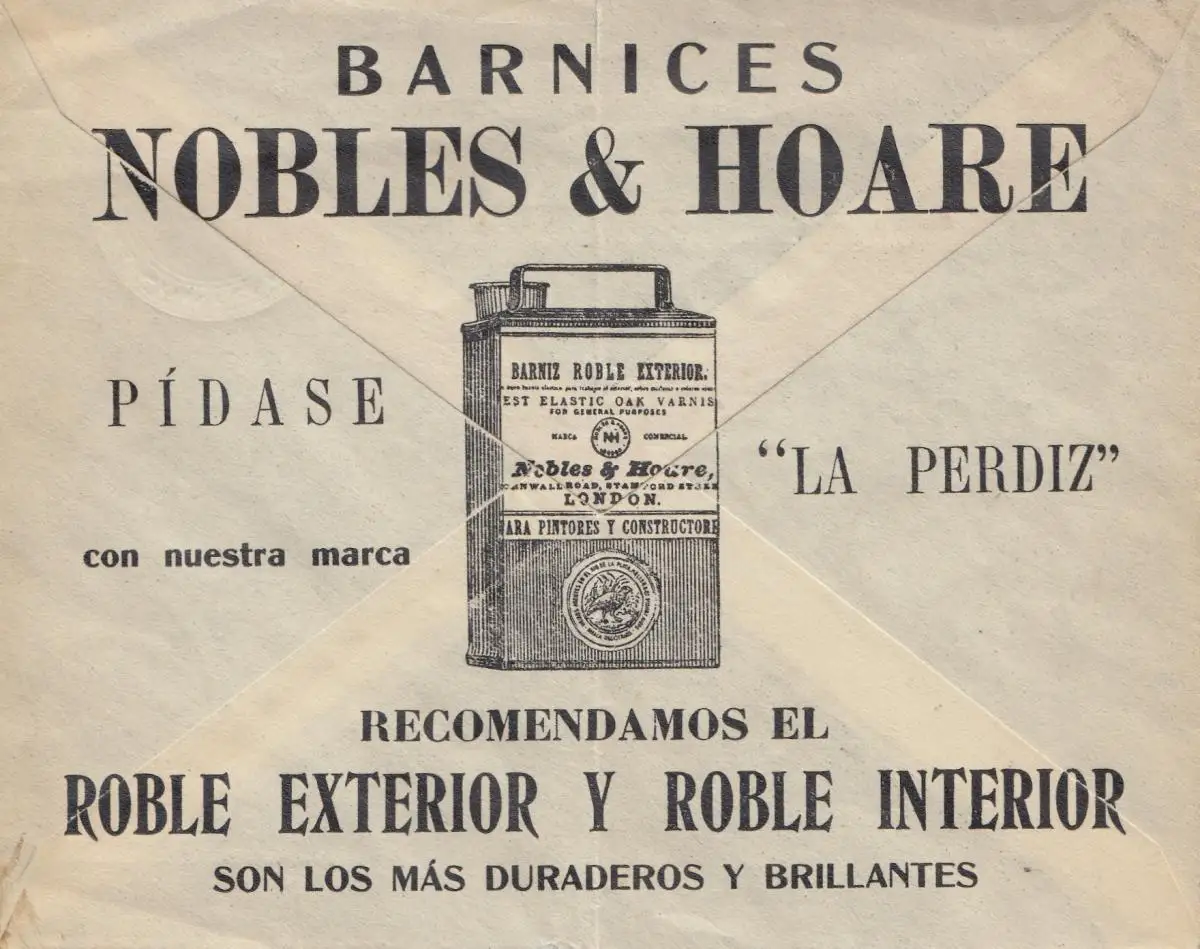 BARNICES
NOBLES & HOARE
PÍDASE
con nuestra marca
BARNIZ ROBLE EXTERIOR.
EST ELASTIC OAK VARNIS
FOR GENERAL PURPOSES
MARCA NH COMERCIAL
Nobles & Hoare,
LONDON.
ARA PINTORES Y CONSTRUCTORE
"LA PERDIZ"
RECOMENDAMOS EL
ROBLE EXTERIOR Y ROBLE INTERIOR
SON LOS MÁS DURADEROS Y BRILLANTES